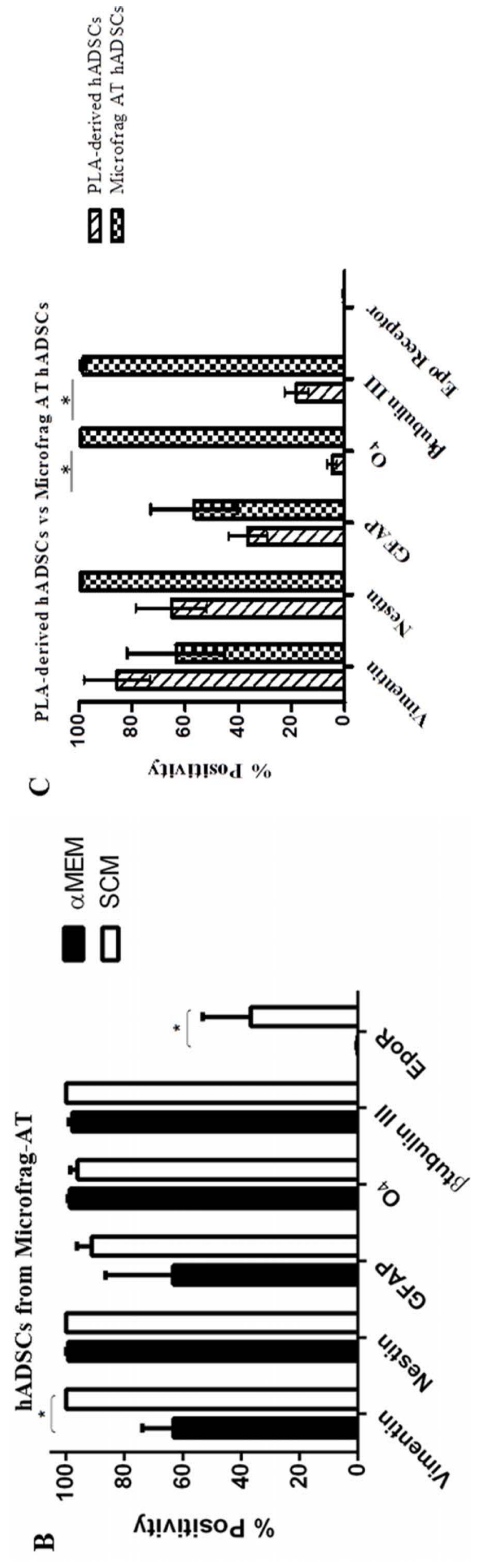 B
hADSCs from Microfrag-AT
*
*
% Positivity
100
80
60
40
20
0
Vimentin
Nestin
GFAP
O4
βtubulin III
EpoR
αMEM
SCM
C
PLA-derived hADSCs vs Microfrag AT hADSCs
*
*
% Positivity
100
80
60
40
20
0
Vimentin
Nestin
GFAP
O4
βtubulin III
Epo Receptor
PLA-derived hADSCs
Microfrag AT hADSCs